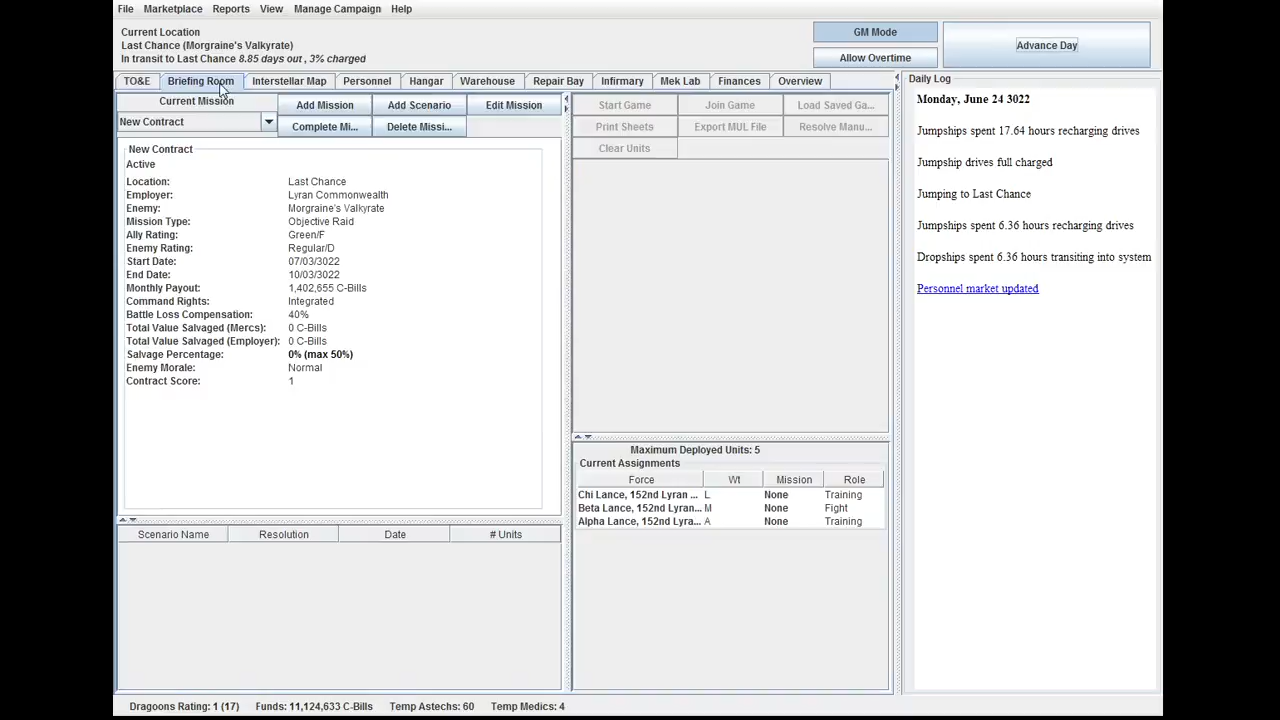 File Marketplace Reports View Manage Campaign Help
Current Location
Last Chance (Morgraine's Valkyrate)
In transit to Last Chance 8.85 days out , 3% charged
GM Mode
Allow Overtime
Advance Day
TO&E Briefing Room Interstellar Map Personnel Hangar Warehouse Repair Bay Infirmary Mek Lab Finances Overview
Current Mission
New Contract
Add Mission Add Scenario Edit Mission
Complete Mi... Delete Missi...
New Contract
Active
Location: Last Chance
Employer: Lyran Commonwealth
Enemy: Morgraine's Valkyrate
Mission Type: Objective Raid
Ally Rating: Green/F
Enemy Rating: Regular/D
Start Date: 07/03/3022
End Date: 10/03/3022
Monthly Payout: 1,402,655 C-Bills
Command Rights: Integrated
Battle Loss Compensation: 40%
Total Value Salvaged (Mercs): 0 C-Bills
Total Value Salvaged (Employer): 0 C-Bills
Salvage Percentage: 0% (max 50%)
Enemy Morale: Normal
Contract Score: 1
Scenario Name Resolution Date # Units
Start Game Join Game Load Saved Ga...
Print Sheets Export MUL File Resolve Manu...
Clear Units
Maximum Deployed Units: 5
Current Assignments
Force Wt Mission Role
Chi Lance, 152nd Lyran ... L None Training
Beta Lance, 152nd Lyran... M None Fight
Alpha Lance, 152nd Lyra... A None Training
Daily Log
Monday, June 24 3022
Jumpships spent 17.64 hours recharging drives
Jumpship drives full charged
Jumping to Last Chance
Jumpships spent 6.36 hours recharging drives
Dropships spent 6.36 hours transiting into system
Personnel market updated
Dragoons Rating: 1 (17) Funds: 11,124,633 C-Bills Temp Astechs: 60 Temp Medics: 4